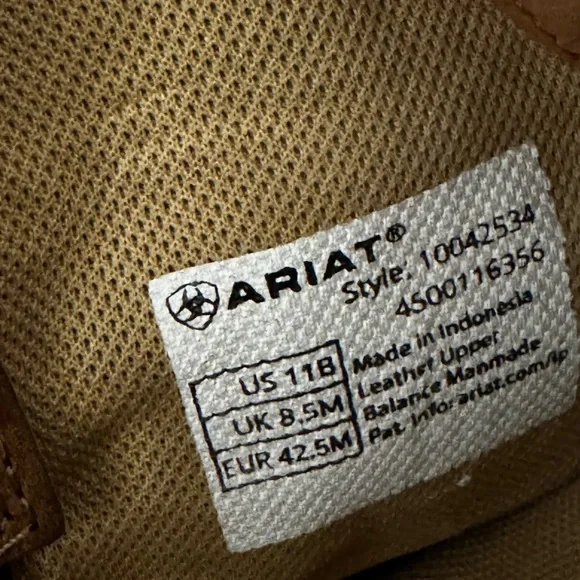 ARIAT®
Style: 10042534
4500116356
US 11B
UK 8.5M
EUR 42.5M
Made in Indonesia
Leather Upper
Balance Manmade
Pat. Info: ariat.com/ip